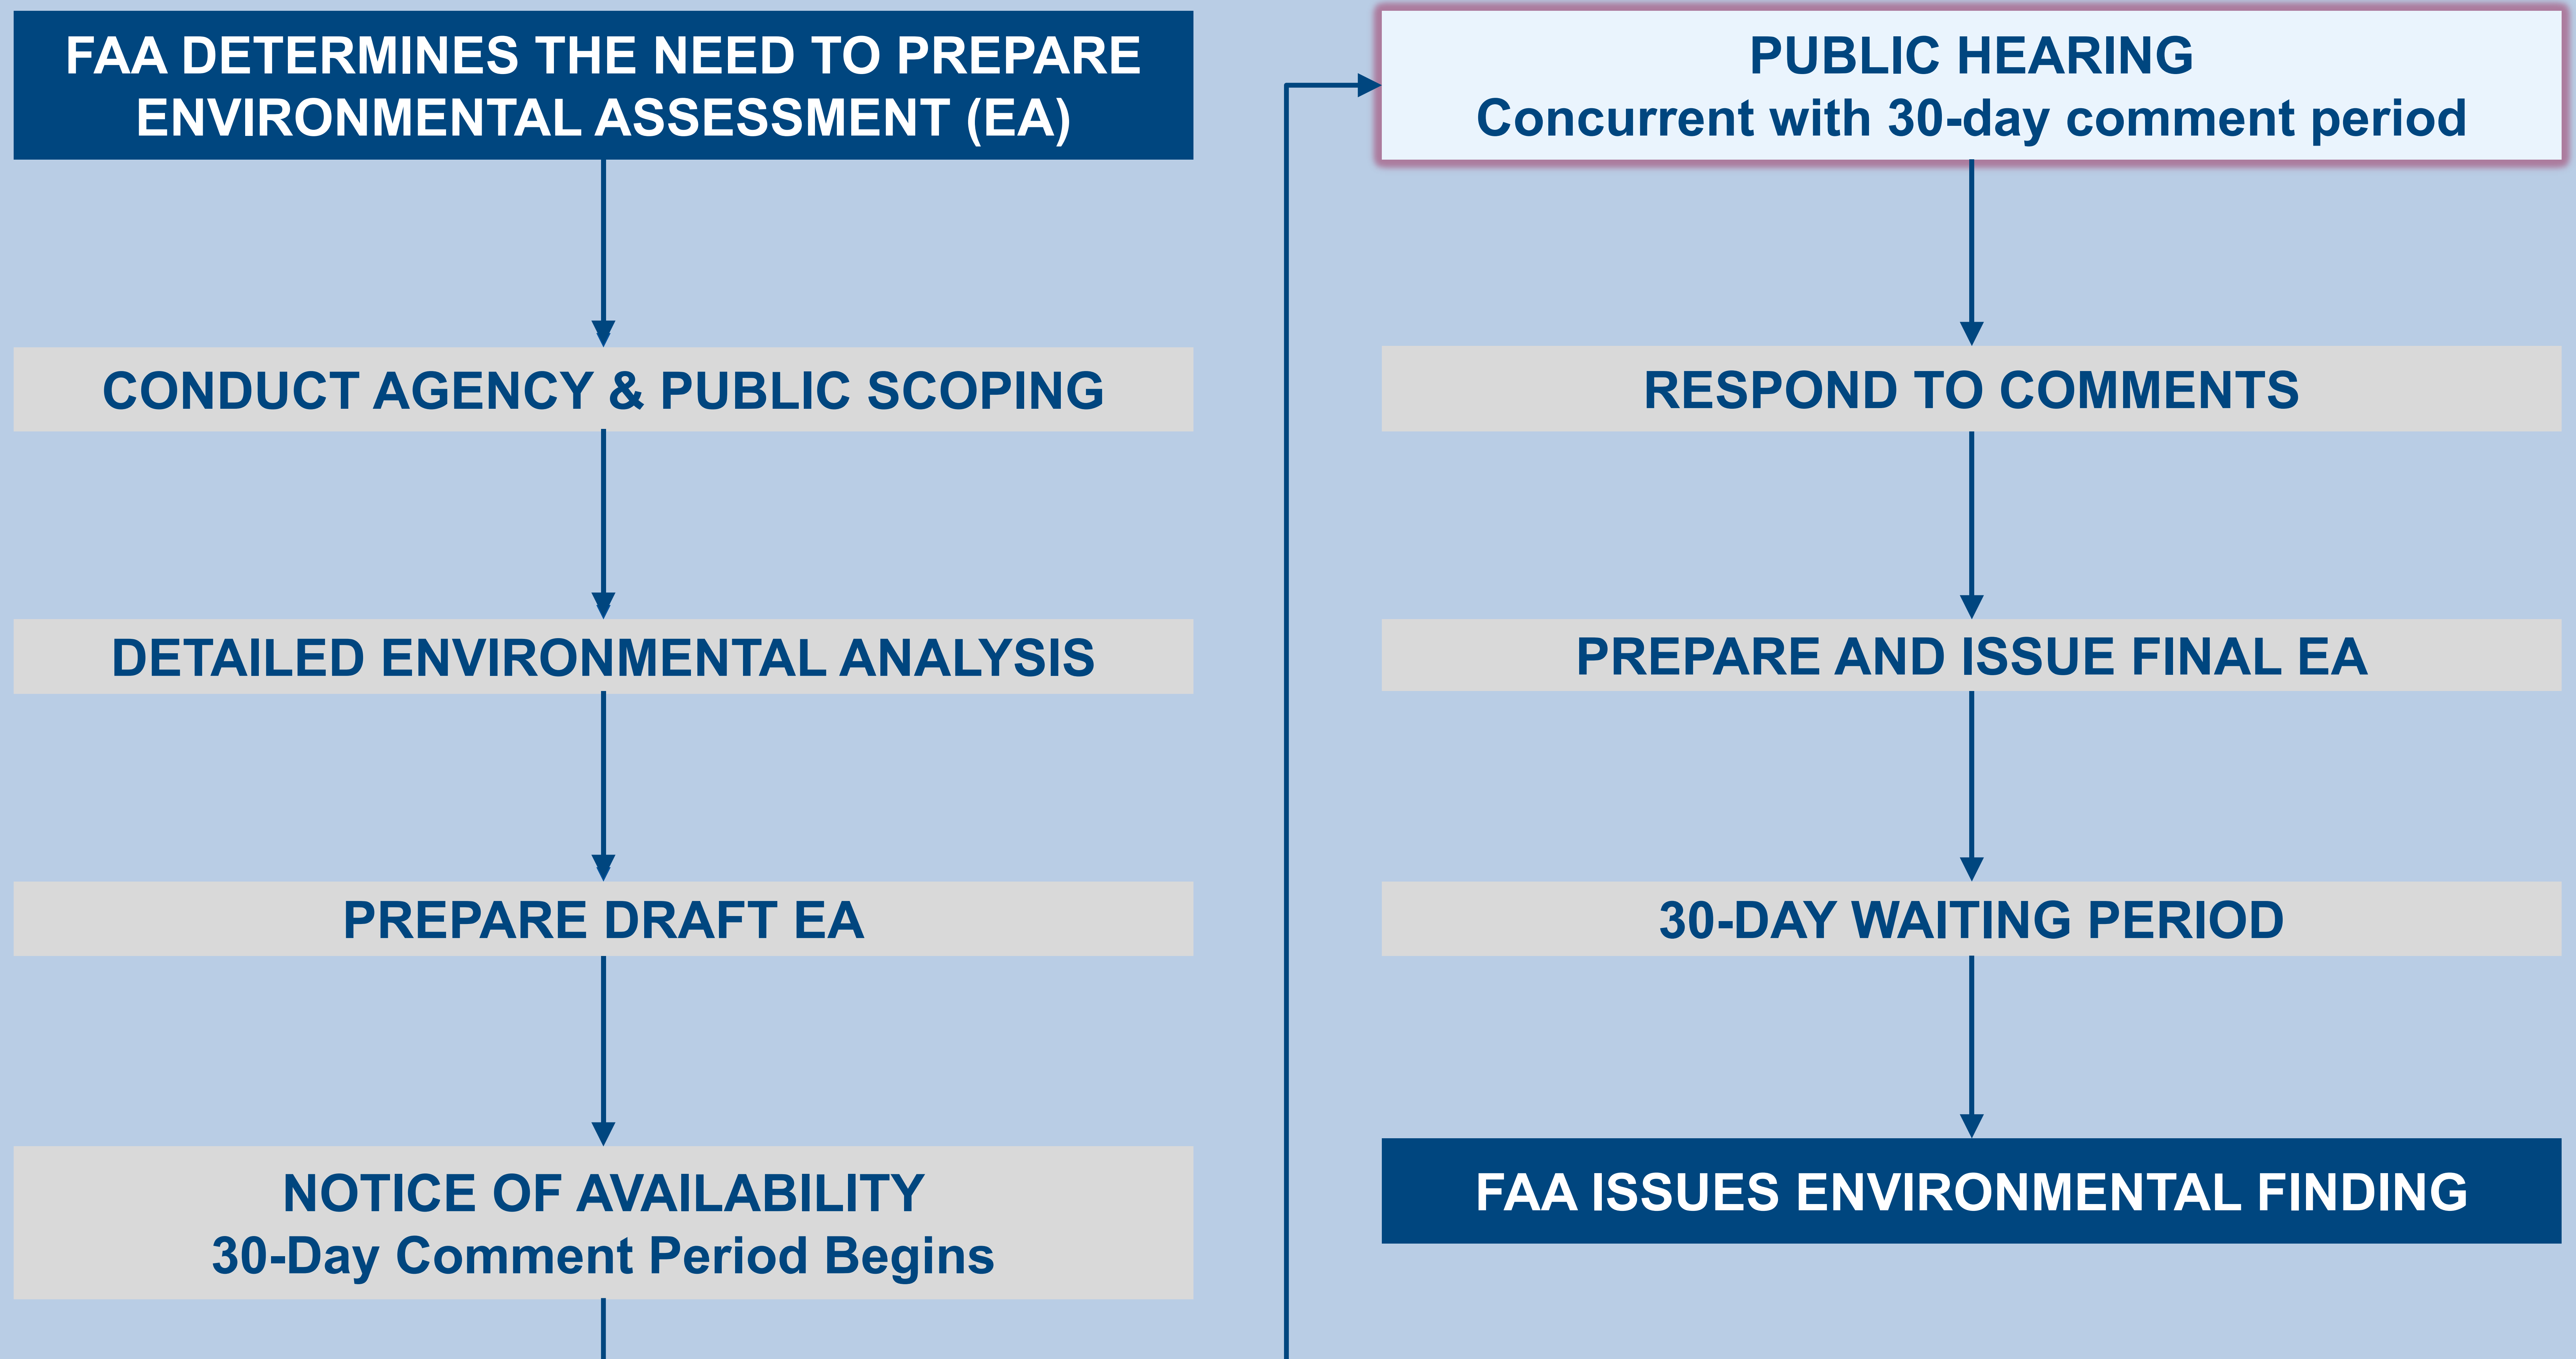 FAA DETERMINES THE NEED TO PREPARE
ENVIRONMENTAL ASSESSMENT (EA)
CONDUCT AGENCY & PUBLIC SCOPING
DETAILED ENVIRONMENTAL ANALYSIS
PREPARE DRAFT EA
NOTICE OF AVAILABILITY
30-Day Comment Period Begins
PUBLIC HEARING
Concurrent with 30-day comment period
RESPOND TO COMMENTS
PREPARE AND ISSUE FINAL EA
30-DAY WAITING PERIOD
FAA ISSUES ENVIRONMENTAL FINDING